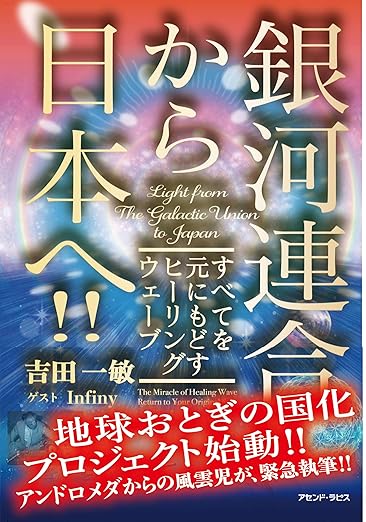 銀河連合
から
日本へ!!
Light from
The Galactic Union
to Japan
すべてを
元にもどす
ヒーリング
ウェーブ
The Miracle of Healing Wave
Return to Your
吉田一敏
ゲスト Infiny
地球おとぎの国化
プロジェクト始動!!
アンドロメダからの風雲児が、緊急執筆!!
アセンド・ラピス